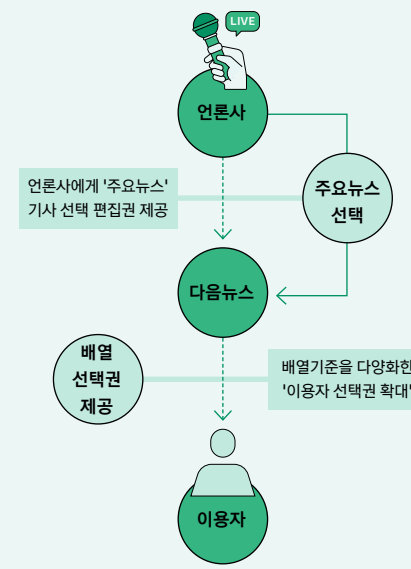 LIVE
언론사
언론사에게 '주요뉴스'
기사 선택 편집권 제공
주요뉴스
선택
다음뉴스
배열
선택권
제공
배열기준을 다양화한
'이용자 선택권 확대'
이용자